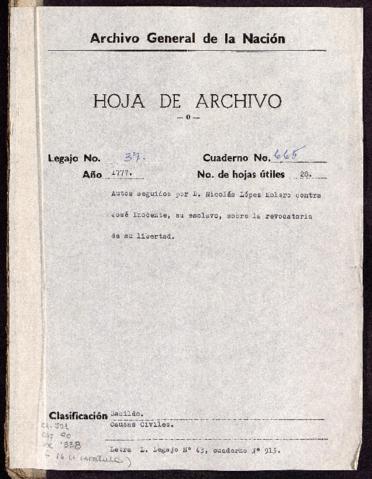 Archivo General de la Nación
HOJA DE ARCHIVO
— o —
Legajo No. 37. Cuaderno No. 665
Año 1777. No. de hojas útiles 20.
Autos seguidos por D. Nicolás López Molero contra
José Inocente, su esclavo, sobre la revocatoria
de su libertad.
Clasificación Cabildo.
Causas Civiles.
Letra L. Legajo Nº 43, cuaderno Nº 915.